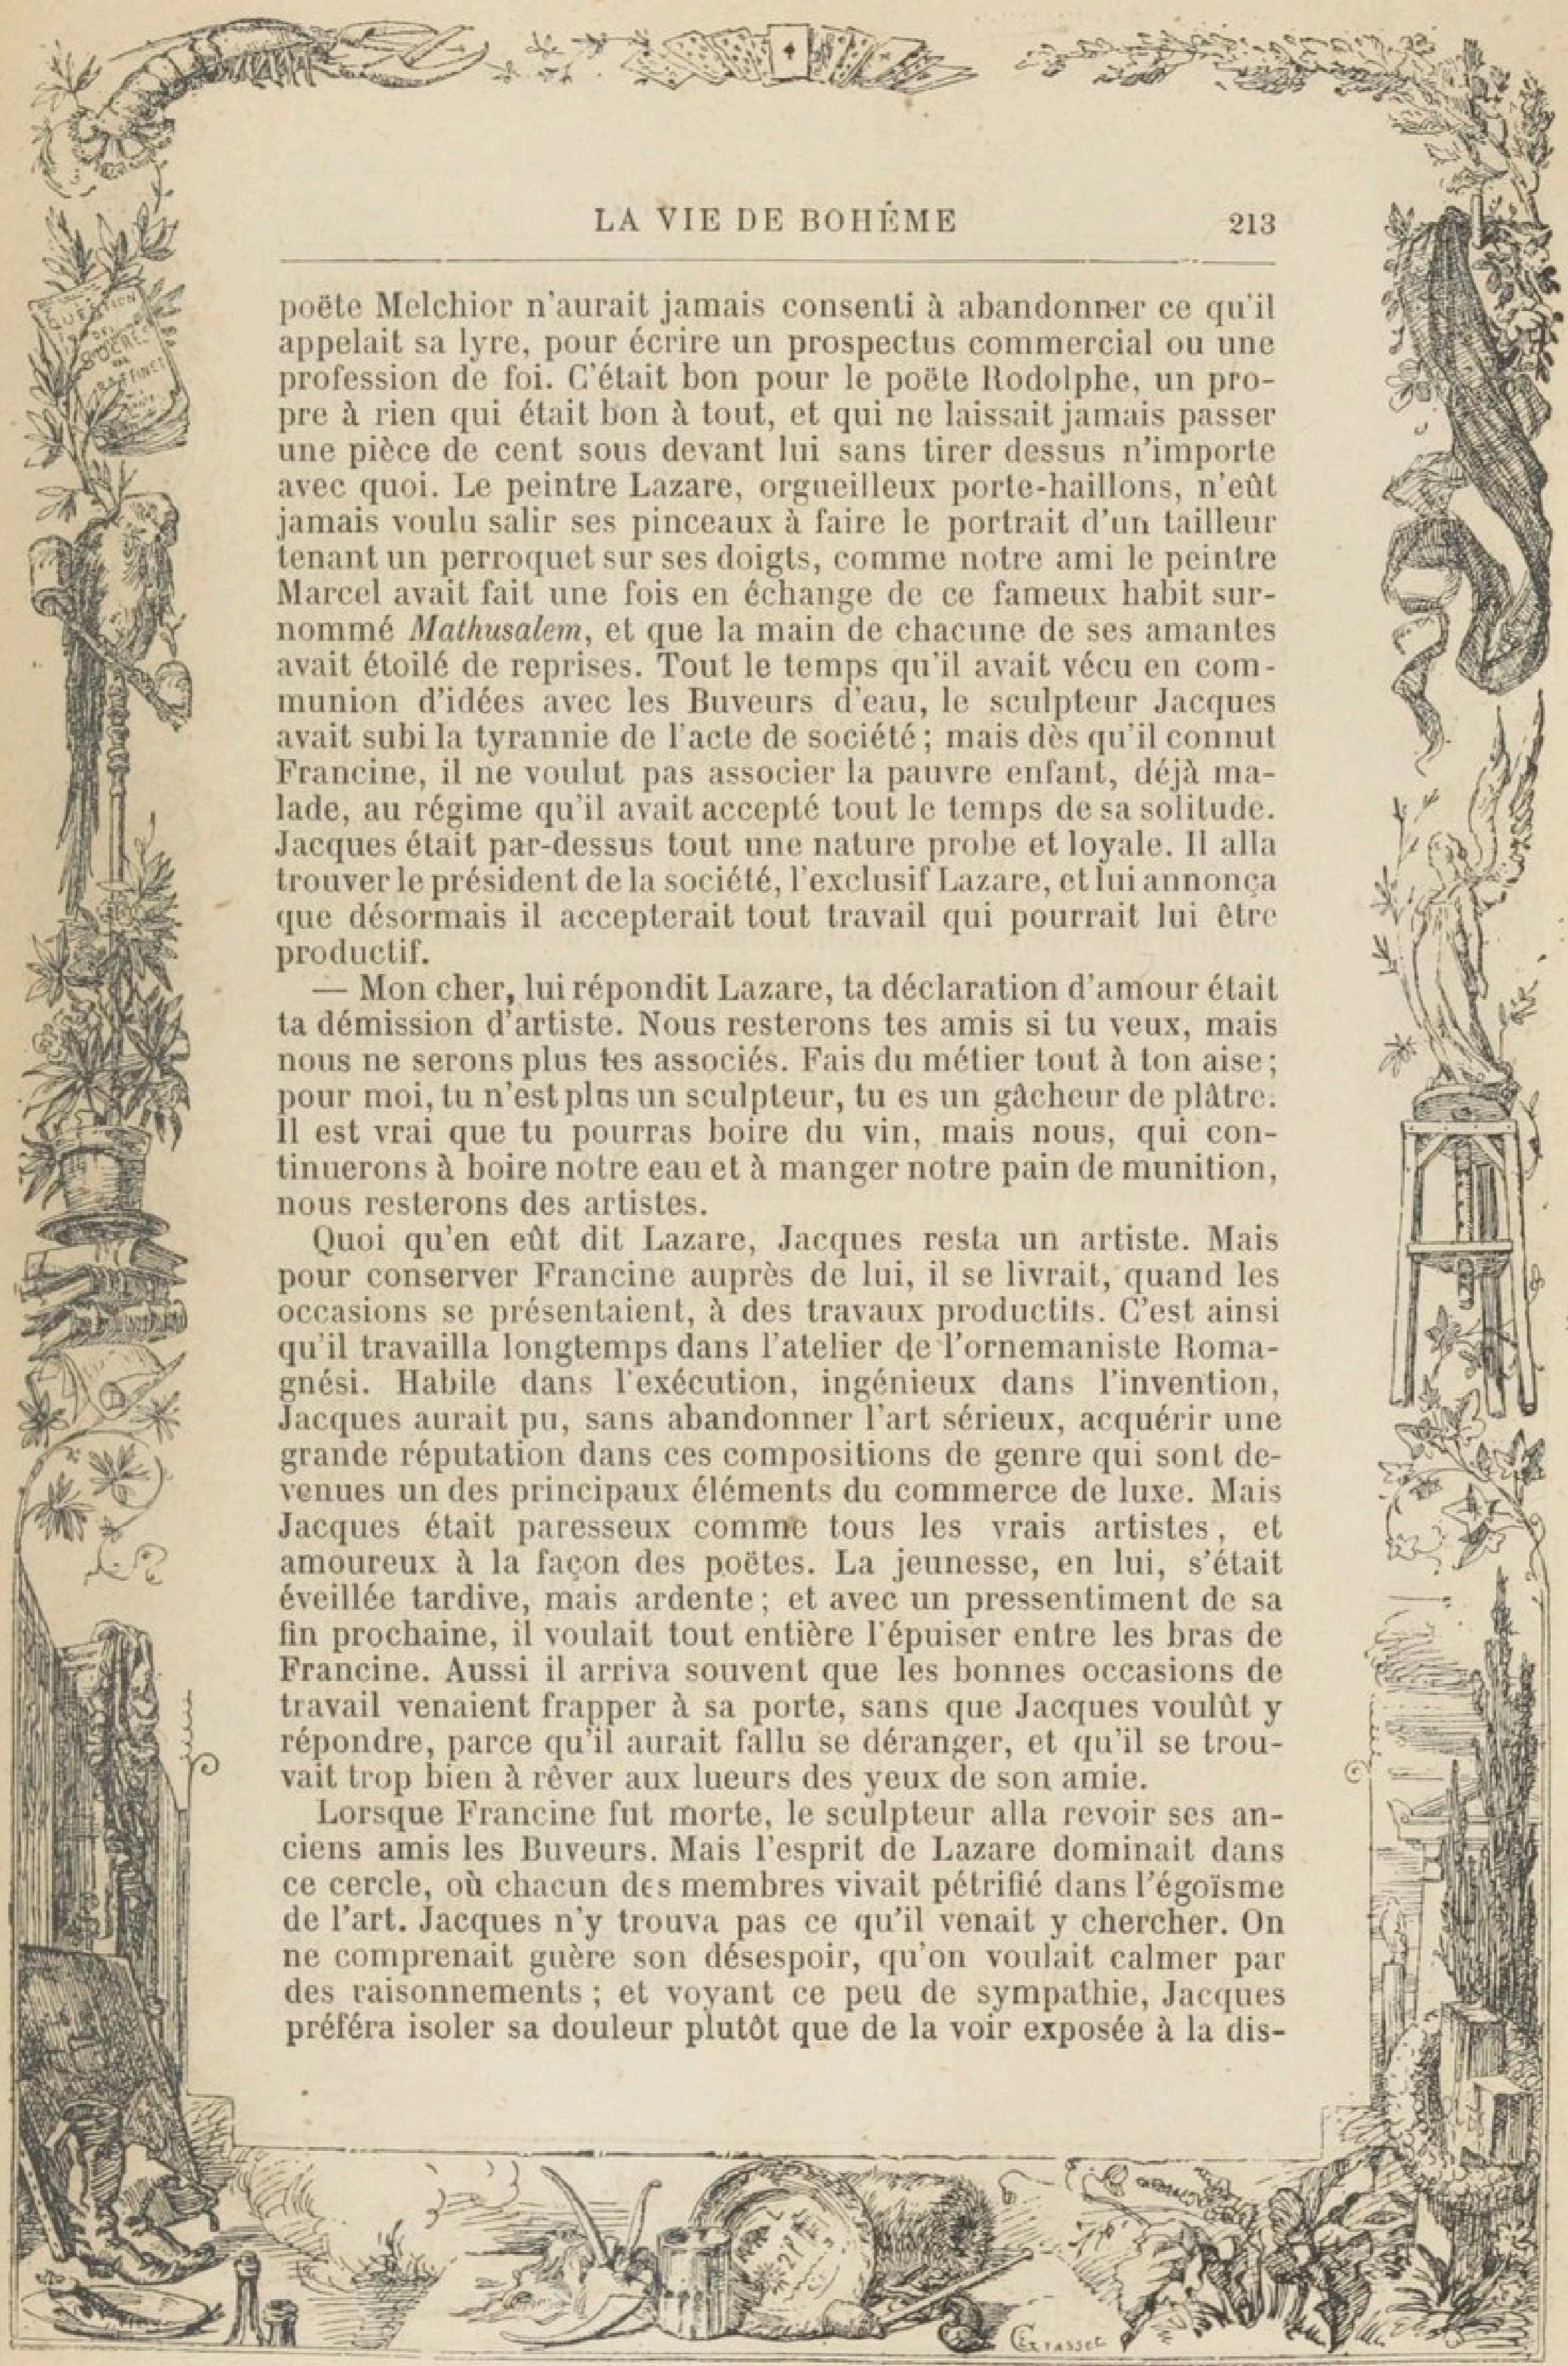 LA VIE DE BOHÊME 213
poëte Melchior n'aurait jamais consenti à abandonner ce qu'il
appelait sa lyre, pour écrire un prospectus commercial ou une
profession de foi. C'était bon pour le poëte Rodolphe, un pro-
pre à rien qui était bon à tout, et qui ne laissait jamais passer
une pièce de cent sous devant lui sans tirer dessus n'importe
avec quoi. Le peintre Lazare, orgueilleux porte-haillons, n'eût
jamais voulu salir ses pinceaux à faire le portrait d'un tailleur
tenant un perroquet sur ses doigts, comme notre ami le peintre
Marcel avait fait une fois en échange de ce fameux habit sur-
nommé Mathusalem, et que la main de chacune de ses amantes
avait étoilé de reprises. Tout le temps qu'il avait vécu en com-
munion d'idées avec les Buveurs d'eau, le sculpteur Jacques
avait subi la tyrannie de l'acte de société; mais dès qu'il connut
Francine, il ne voulut pas associer la pauvre enfant, déjà ma-
lade, au régime qu'il avait accepté tout le temps de sa solitude.
Jacques était par-dessus tout une nature probe et loyale. Il alla
trouver le président de la société, l'exclusif Lazare, et lui annonça
que désormais il accepterait tout travail qui pourrait lui être
productif.
— Mon cher, lui répondit Lazare, ta déclaration d'amour était
ta démission d'artiste. Nous resterons tes amis si tu veux, mais
nous ne serons plus tes associés. Fais du métier tout à ton aise;
pour moi, tu n'est plus un sculpteur, tu es un gâcheur de plâtre.
Il est vrai que tu pourras boire du vin, mais nous, qui con-
tinuerons à boire notre eau et à manger notre pain de munition,
nous resterons des artistes.
Quoi qu'en eût dit Lazare, Jacques resta un artiste. Mais
pour conserver Francine auprès de lui, il se livrait, quand les
occasions se présentaient, à des travaux productifs. C'est ainsi
qu'il travailla longtemps dans l'atelier de l'ornemaniste Roma-
gnési. Habile dans l'exécution, ingénieux dans l'invention,
Jacques aurait pu, sans abandonner l'art sérieux, acquérir une
grande réputation dans ces compositions de genre qui sont de-
venues un des principaux éléments du commerce de luxe. Mais
Jacques était paresseux comme tous les vrais artistes, et
amoureux à la façon des poëtes. La jeunesse, en lui, s'était
éveillée tardive, mais ardente; et avec un pressentiment de sa
fin prochaine, il voulait tout entière l'épuiser entre les bras de
Francine. Aussi il arriva souvent que les bonnes occasions de
travail venaient frapper à sa porte, sans que Jacques voulût y
répondre, parce qu'il aurait fallu se déranger, et qu'il se trou-
vait trop bien à rêver aux lueurs des yeux de son amie.
Lorsque Francine fut morte, le sculpteur alla revoir ses an-
ciens amis les Buveurs. Mais l'esprit de Lazare dominait dans
ce cercle, où chacun des membres vivait pétrifié dans l'égoïsme
de l'art. Jacques n'y trouva pas ce qu'il venait y chercher. On
ne comprenait guère son désespoir, qu'on voulait calmer par
des raisonnements; et voyant ce peu de sympathie, Jacques
préféra isoler sa douleur plutôt que de la voir exposée à la dis-
QUESTION
SUCRES
EGrasset